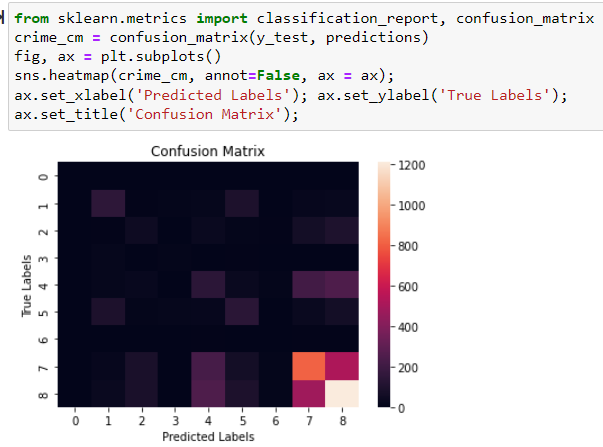 from sklearn.metrics import classification_report, confusion_matrix
crime_cm = confusion_matrix(y_test, predictions)
fig, ax = plt.subplots()
sns.heatmap(crime_cm, annot=False, ax = ax);
ax.set_xlabel('Predicted Labels'); ax.set_ylabel('True Labels');
ax.set_title('Confusion Matrix');
Confusion Matrix
True Labels
0
1
2
3
4
5
6
7
8
0 1 2 3 4 5 6 7 8
Predicted Labels
1200
1000
800
600
400
200
0